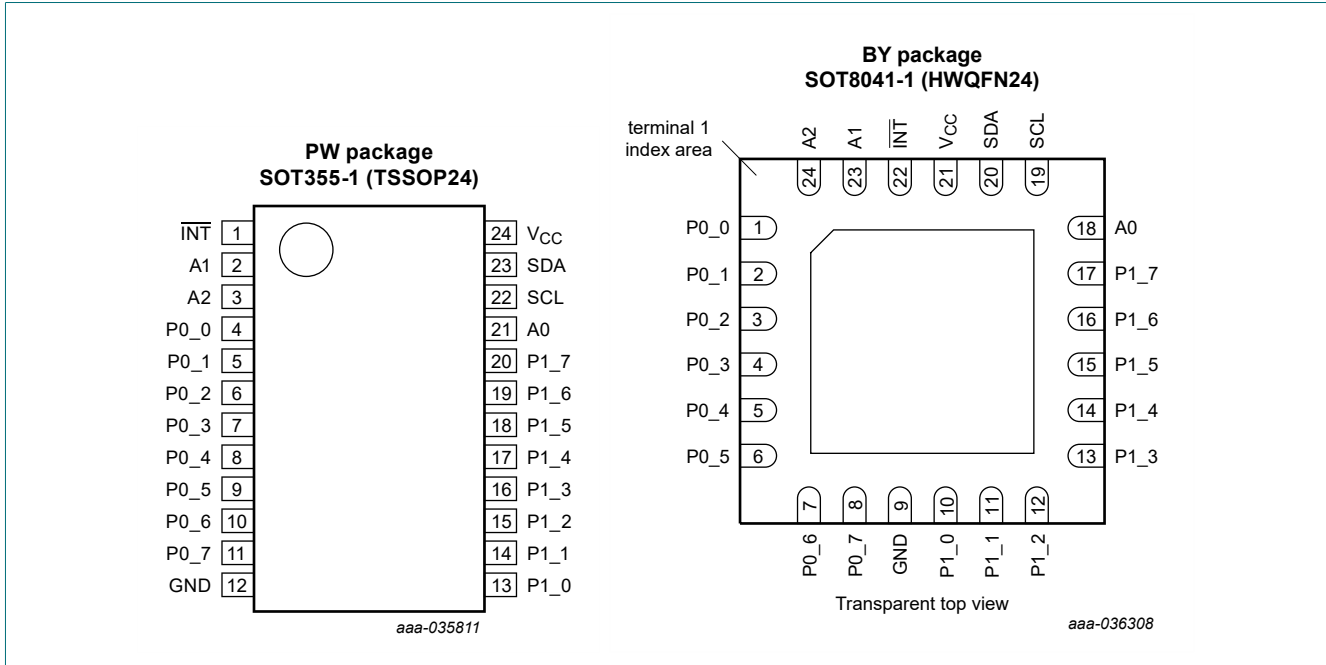 PW package
SOT355-1 (TSSOP24)
INT 1
A1 2
A2 3
P0_0 4
P0_1 5
P0_2 6
P0_3 7
P0_4 8
P0_5 9
P0_6 10
P0_7 11
GND 12
24 VCC
23 SDA
22 SCL
21 A0
20 P1_7
19 P1_6
18 P1_5
17 P1_4
16 P1_3
15 P1_2
14 P1_1
13 P1_0
aaa-035811
BY package
SOT8041-1 (HWQFN24)
terminal 1
index area
A2 A1 INT VCC SDA SCL
24 23 22 21 20 19
P0_0 1
P0_1 2
P0_2 3
P0_3 4
P0_4 5
P0_5 6
18 A0
17 P1_7
16 P1_6
15 P1_5
14 P1_4
13 P1_3
7 8 9 10 11 12
P0_6 P0_7 GND P1_0 P1_1 P1_2
Transparent top view
aaa-036308